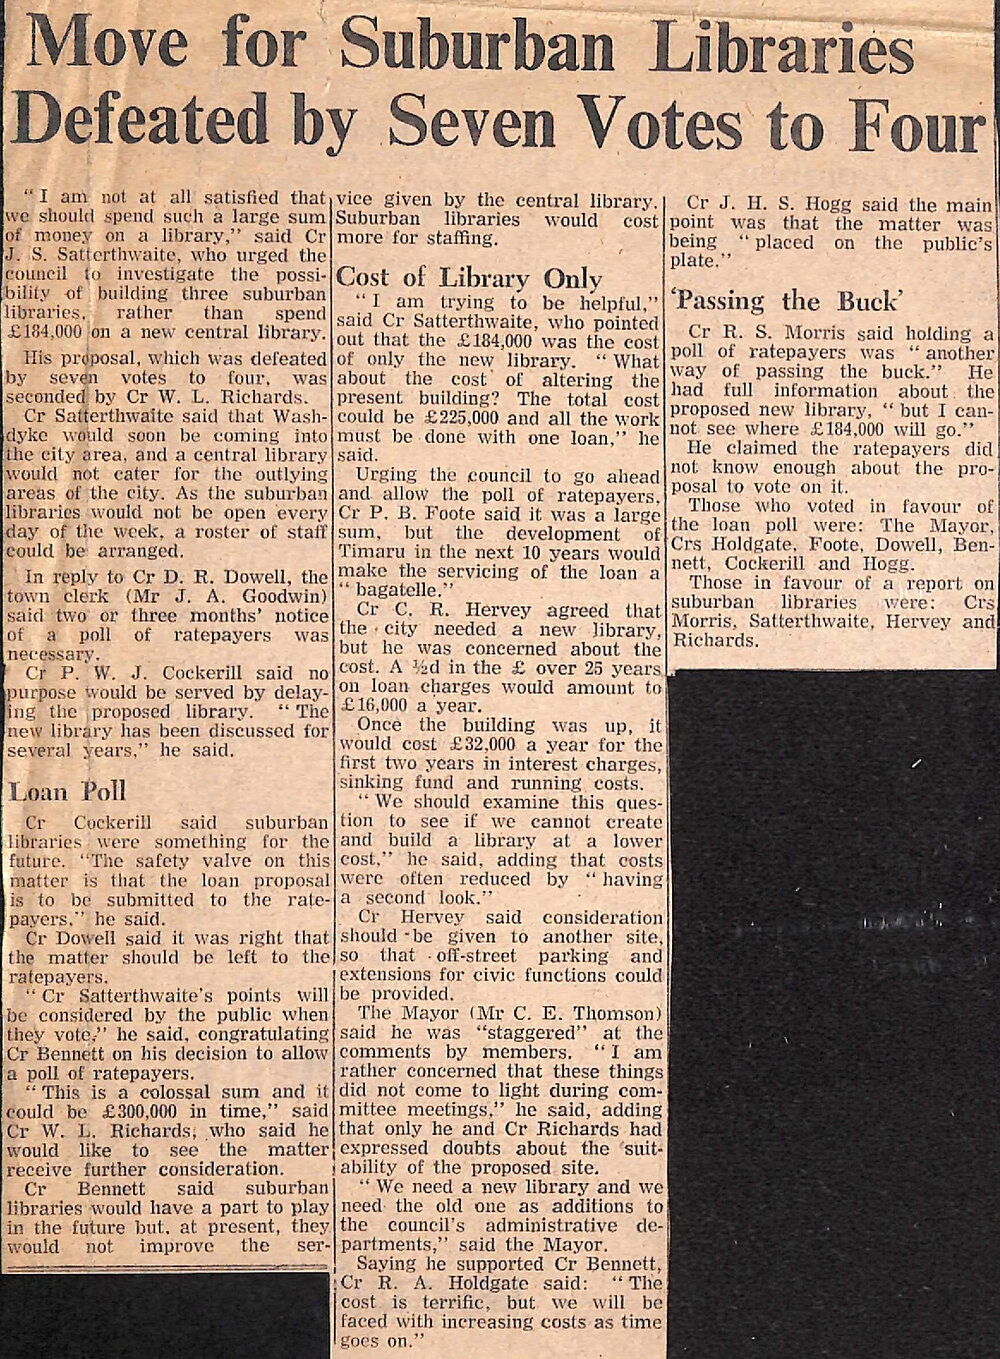 Move for Suburban Libraries
Defeated by Seven Votes to Four
“I am not at all satisfied that
we should spend such a large sum
of money on a library,” said Cr
J. S. Satterthwaite, who urged the
council to investigate the possi-
bility of building three suburban
libraries, rather than spend
£184,000 on a new central library.
His proposal, which was defeated
by seven votes to four, was
seconded by Cr W. L. Richards.
Cr Satterthwaite said that Wash-
dyke would soon be coming into
the city area, and a central library
would not cater for the outlying
areas of the city. As the suburban
libraries would not be open every
day of the week, a roster of staff
could be arranged.
In reply to Cr D. R. Dowell, the
town clerk (Mr J. A. Goodwin)
said two or three months’ notice
of a poll of ratepayers was
necessary.
Cr P. W. J. Cockerill said no
purpose would be served by delay-
ing the proposed library. “The
new library has been discussed for
several years,” he said.
Loan Poll
Cr Cockerill said suburban
libraries were something for the
future. “The safety valve on this
matter is that the loan proposal
is to be submitted to the rate-
payers,” he said.
Cr Dowell said it was right that
the matter should be left to the
ratepayers.
“Cr Satterthwaite’s points will
be considered by the public when
they vote,” he said, congratulating
Cr Bennett on his decision to allow
a poll of ratepayers.
“This is a colossal sum and it
could be £300,000 in time,” said
Cr W. L. Richards, who said he
would like to see the matter
receive further consideration.
Cr Bennett said suburban
libraries would have a part to play
in the future but, at present, they
would not improve the ser-
vice given by the central library.
Suburban libraries would cost
more for staffing.
Cost of Library Only
“I am trying to be helpful,”
said Cr Satterthwaite, who pointed
out that the £184,000 was the cost
of only the new library. “What
about the cost of altering the
present building? The total cost
could be £225,000 and all the work
must be done with one loan,” he
said.
Urging the council to go ahead
and allow the poll of ratepayers,
Cr P. B. Foote said it was a large
sum, but the development of
Timaru in the next 10 years would
make the servicing of the loan a
“bagatelle.”
Cr C. R. Hervey agreed that
the city needed a new library,
but he was concerned about the
cost. A ½d in the £ over 25 years
on loan charges would amount to
£16,000 a year.
Once the building was up, it
would cost £32,000 a year for the
first two years in interest charges,
sinking fund and running costs.
“We should examine this ques-
tion to see if we cannot create
and build a library at a lower
cost,” he said, adding that costs
were often reduced by “having
a second look.”
Cr Hervey said consideration
should be given to another site,
so that off-street parking and
extensions for civic functions could
be provided.
The Mayor (Mr C. E. Thomson)
said he was “staggered” at the
comments by members. “I am
rather concerned that these things
did not come to light during com-
mittee meetings,” he said, adding
that only he and Cr Richards had
expressed doubts about the suit-
ability of the proposed site.
“We need a new library and we
need the old one as additions to
the council’s administrative de-
partments,” said the Mayor.
Saying he supported Cr Bennett,
Cr R. A. Holdgate said: “The
cost is terrific, but we will be
faced with increasing costs as time
goes on.”
Cr J. H. S. Hogg said the main
point was that the matter was
being “placed on the public’s
plate.”
‘Passing the Buck’
Cr R. S. Morris said holding a
poll of ratepayers was “another
way of passing the buck.” He
had full information about the
proposed new library, “but I can-
not see where £184,000 will go.”
He claimed the ratepayers did
not know enough about the pro-
posal to vote on it.
Those who voted in favour of
the loan poll were: The Mayor,
Crs Holdgate, Foote, Dowell, Ben-
nett, Cockerill and Hogg.
Those in favour of a report on
suburban libraries were: Crs
Morris, Satterthwaite, Hervey and
Richards.